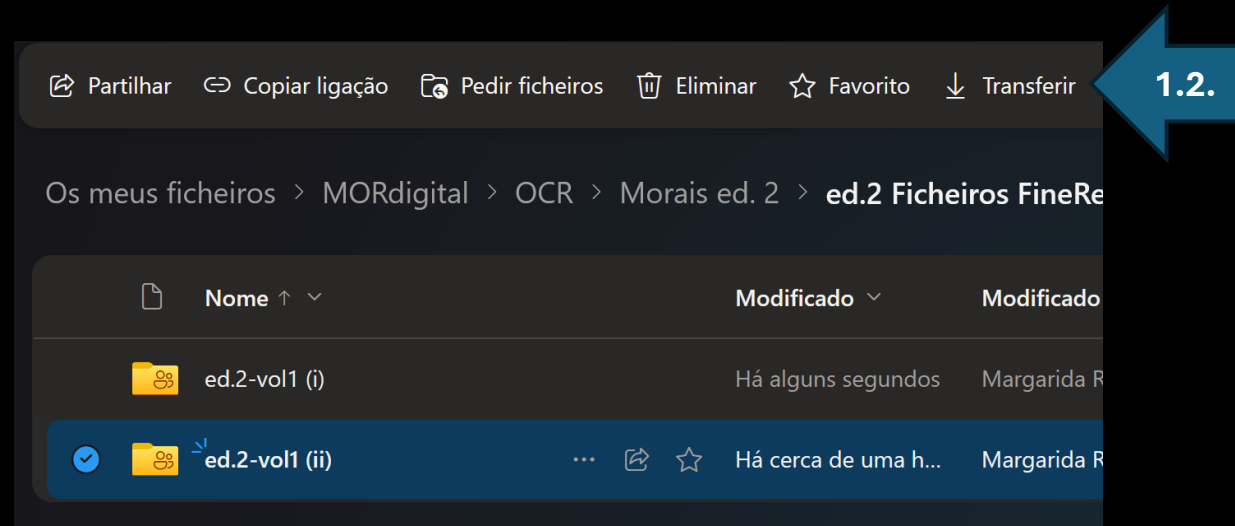 Partilhar Copiar ligação Pedir ficheiros Eliminar Favorito Transferir 1.2.
Os meus ficheiros > MORdigital > OCR > Morais ed. 2 > ed.2 Ficheiros FineRe
Nome Modificado Modificado
ed.2-vol1 (i) Há alguns segundos Margarida R
ed.2-vol1 (ii) ... Há cerca de uma h... Margarida R